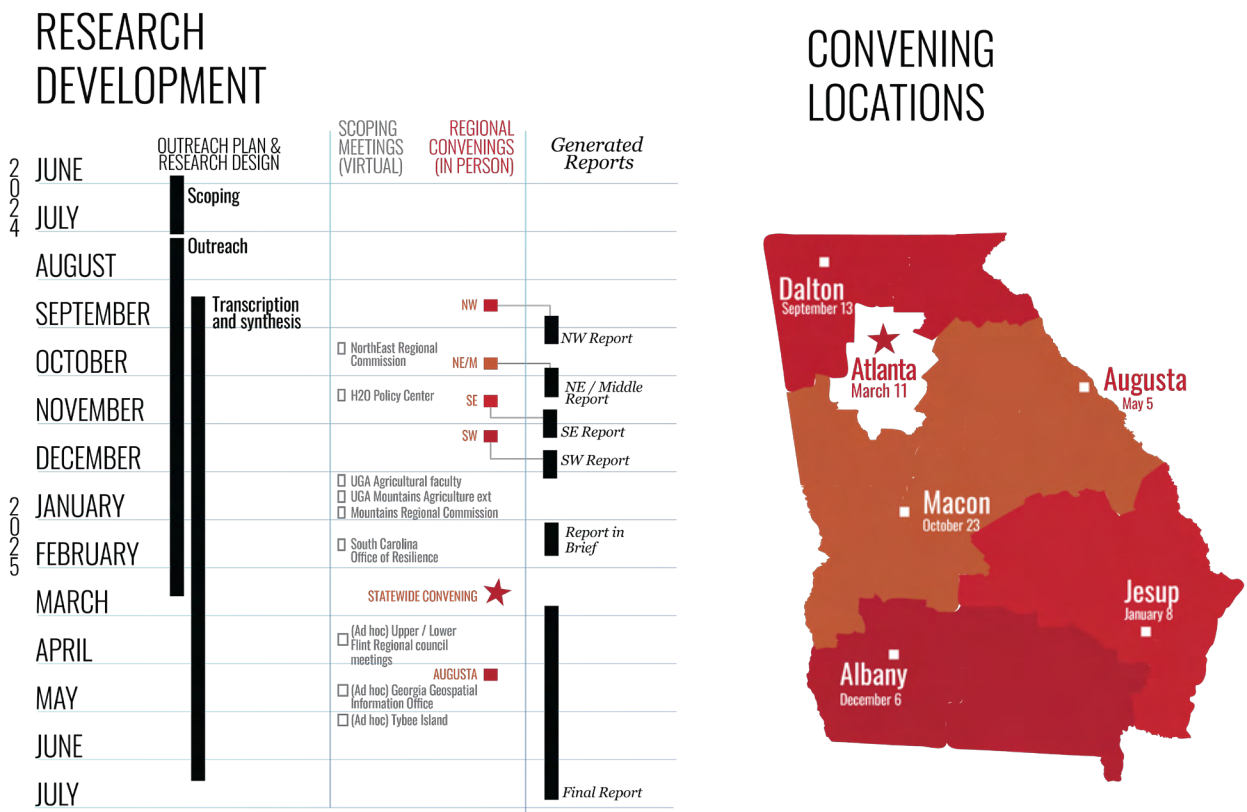 RESEARCH
DEVELOPMENT
OUTREACH PLAN &
RESEARCH DESIGN
SCOPING
MEETINGS
(VIRTUAL)
REGIONAL
CONVENINGS
(IN PERSON)
Generated
Reports
2024
JUNE
JULY
AUGUST
SEPTEMBER
OCTOBER
NOVEMBER
DECEMBER
2025
JANUARY
FEBRUARY
MARCH
APRIL
MAY
JUNE
JULY
Scoping
Outreach
Transcription
and synthesis
NorthEast Regional
Commission
H2O Policy Center
UGA Agricultural faculty
UGA Mountains Agriculture ext
Mountains Regional Commission
South Carolina
Office of Resilience
(Ad hoc) Upper / Lower
Flint Regional council
meetings
(Ad hoc) Georgia Geospatial
Information Office
(Ad hoc) Tybee Island
NW
NE/M
SE
SW
STATEWIDE CONVENING
AUGUSTA
NW Report
NE / Middle
Report
SE Report
SW Report
Report in
Brief
Final Report
CONVENING
LOCATIONS
Dalton
September 13
Atlanta
March 11
Augusta
May 5
Macon
October 23
Jesup
January 8
Albany
December 6